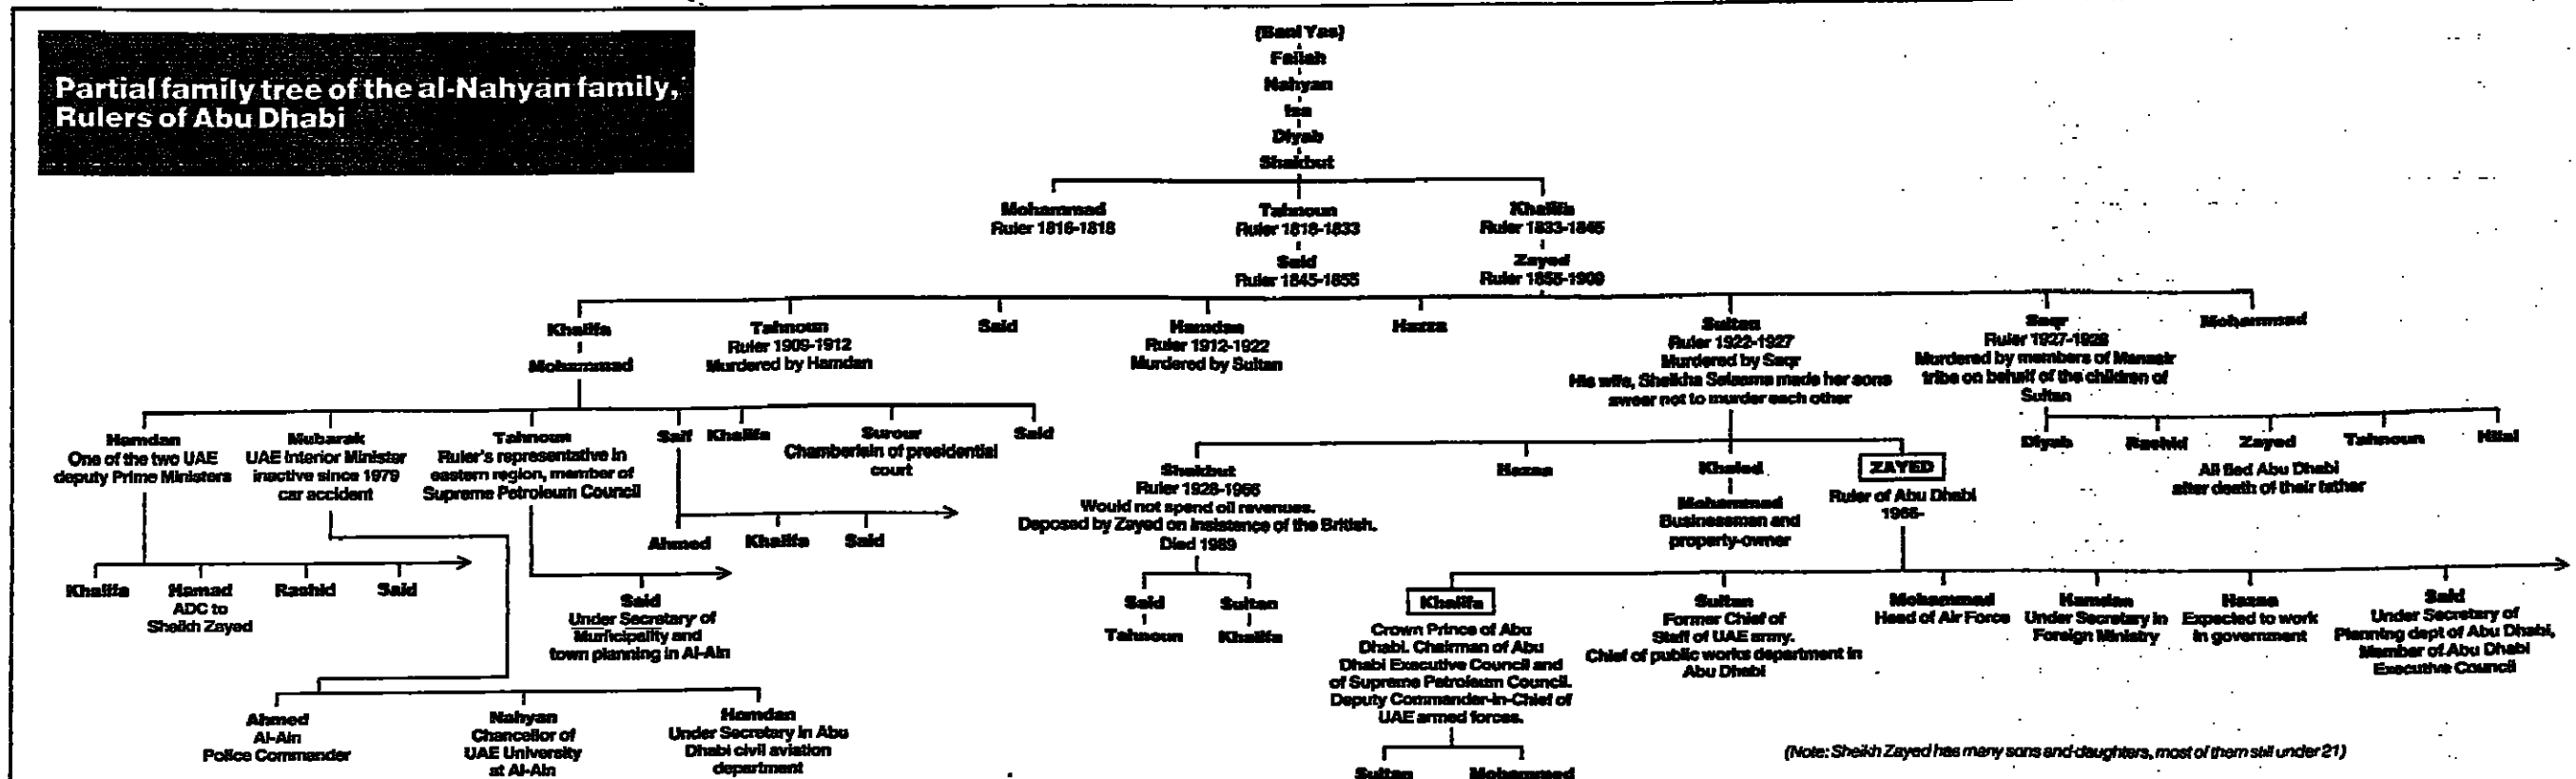 Partial family tree of the al-Nahyan family,
Rulers of Abu Dhabi
(Bani Yas)
Fallah
Nahyan
Isa
Diyab
Shakbut
Mohammad
Ruler 1816-1818
Tahnoun
Ruler 1818-1833
Khalifa
Ruler 1833-1845
Said
Ruler 1845-1855
Zayed
Ruler 1855-1909
Khalifa
Mohammad
Tahnoun
Ruler 1909-1912
Murdered by Hamdan
Said
Hamdan
Ruler 1912-1922
Murdered by Sultan
Hazza
Sultan
Ruler 1922-1927
Murdered by Saqr
His wife, Sheikha Salaama made her sons
swear not to murder each other
Saqr
Ruler 1927-1928
Murdered by members of Manasir
tribe on behalf of the children of
Sultan
Mohammad
Hamdan
One of the two UAE
deputy Prime Ministers
Mubarak
UAE Interior Minister
inactive since 1979
car accident
Tahnoun
Ruler's representative in
eastern region, member of
Supreme Petroleum Council
Saif
Khalifa
Surour
Chamberlain of presidential
court
Said
Shakbut
Ruler 1928-1966
Would not spend oil revenues.
Deposed by Zayed on insistence of the British.
Died 1989
Hazaa
Khaled
Mohammad
Businessman and
property-owner
ZAYED
Ruler of Abu Dhabi
1966-
Diyab
Rashid
Zayed
Tahnoun
Hilal
All fled Abu Dhabi
after death of their father
Ahmed
Khalifa
Said
Khalifa
Hamad
ADC to
Sheikh Zayed
Rashid
Said
Said
Under Secretary of
Municipality and
town planning in Al-Ain
Said
Tahnoun
Sultan
Khalifa
Khalifa
Crown Prince of Abu
Dhabi. Chairman of Abu
Dhabi Executive Council and
of Supreme Petroleum Council.
Deputy Commander-in-Chief of
UAE armed forces.
Sultan
Former Chief of
Staff of UAE army.
Chief of public works department in
Abu Dhabi
Mohammad
Head of Air Force
Hamdan
Under Secretary in
Foreign Ministry
Hazaa
Expected to work
in government
Said
Under Secretary of
Planning dept of Abu Dhabi,
Member of Abu Dhabi
Executive Council
Ahmed
Al-Ain
Police Commander
Nahyan
Chancellor of
UAE University
at Al-Ain
Hamdan
Under Secretary in Abu
Dhabi civil aviation
department
Sultan
Mohammed
(Note: Sheikh Zayed has many sons and daughters, most of them still under 21)